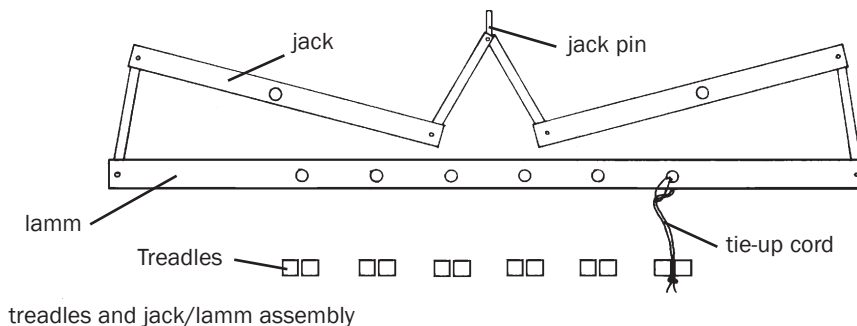 jack
jack pin
lamm
Treadles
tie-up cord
treadles and jack/lamm assembly